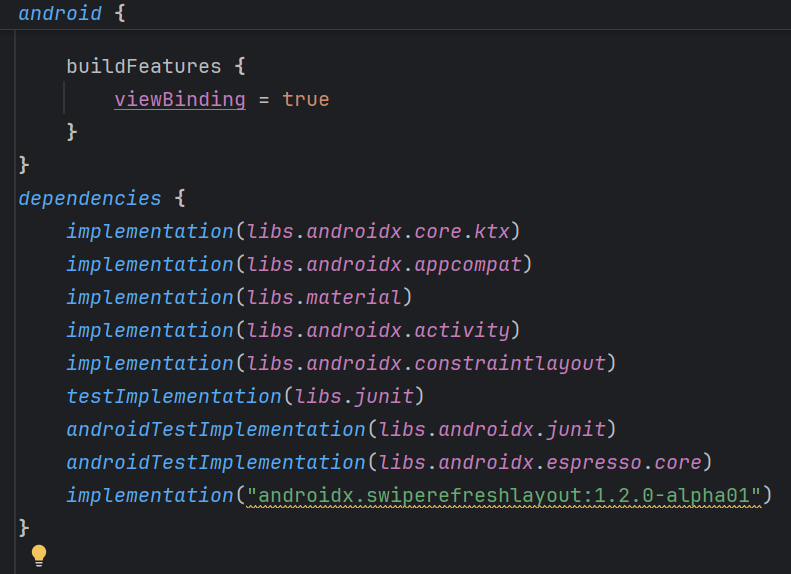 android {
buildFeatures {
viewBinding = true
}
}
dependencies {
implementation(libs.androidx.core.ktx)
implementation(libs.androidx.appcompat)
implementation(libs.material)
implementation(libs.androidx.activity)
implementation(libs.androidx.constraintlayout)
testImplementation(libs.junit)
androidTestImplementation(libs.androidx.junit)
androidTestImplementation(libs.androidx.espresso.core)
implementation("androidx.swiperefreshlayout:1.2.0-alpha01")
}